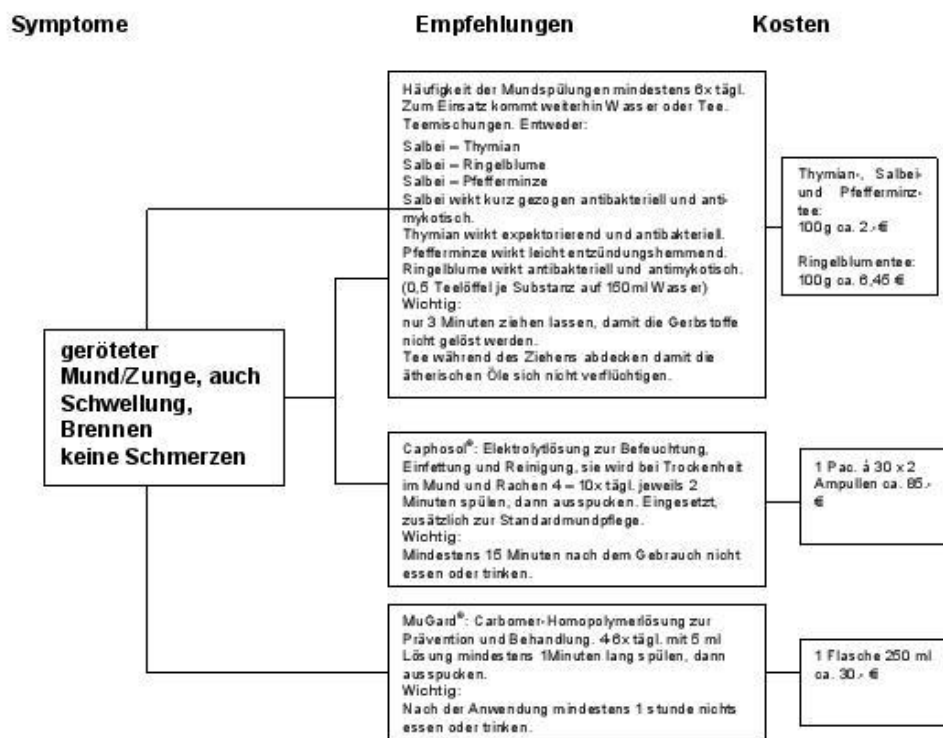 Symptome
Empfehlungen
Kosten
Häufigkeit der Mundspülungen mindestens 6x tägl.
Zum Einsatz kommt weiterhin Wasser oder Tee.
Teemischungen. Entweder:
Salbei – Thymian
Salbei – Ringelblume
Salbei – Pfefferminze
Salbei wirkt kurz gezogen antibakteriell und anti-
mykotisch.
Thymian wirkt expektorierend und antibakteriell.
Pfefferminze wirkt leicht entzündungshemmend.
Ringelblume wirkt antibakteriell und antimykotisch.
(0,5 Teelöffel je Substanz auf 150ml Wasser)
Wichtig:
nur 3 Minuten ziehen lassen, damit die Gerbstoffe
nicht gelöst werden.
Tee während des Ziehens abdecken damit die
ätherischen Öle sich nicht verflüchtigen.
Thymian-, Salbei-
und Pfefferminz-
tee:
100g ca. 2,- €
Ringelblumentee:
100g ca. 6,45 €
geröteter
Mund/Zunge, auch
Schwellung,
Brennen
keine Schmerzen
Caphosol®: Elektrolytlösung zur Befeuchtung,
Einfettung und Reinigung, sie wird bei Trockenheit
im Mund und Rachen 4 – 10x tägl. jeweils 2
Minuten spülen, dann ausspucken. Eingesetzt,
zusätzlich zur Standardmundpflege.
Wichtig:
Mindestens 15 Minuten nach dem Gebrauch nicht
essen oder trinken.
1 Pac. à 30 x 2
Ampullen ca. 85,-
€
MuGard®: Carbomer-Homopolymerlösung zur
Prävention und Behandlung. 4-6x tägl. mit 5 ml
Lösung mindestens 1Minuten lang spülen, dann
ausspucken.
Wichtig:
Nach der Anwendung mindestens 1 stunde nichts
essen oder trinken.
1 Flasche 250 ml
ca. 30,- €